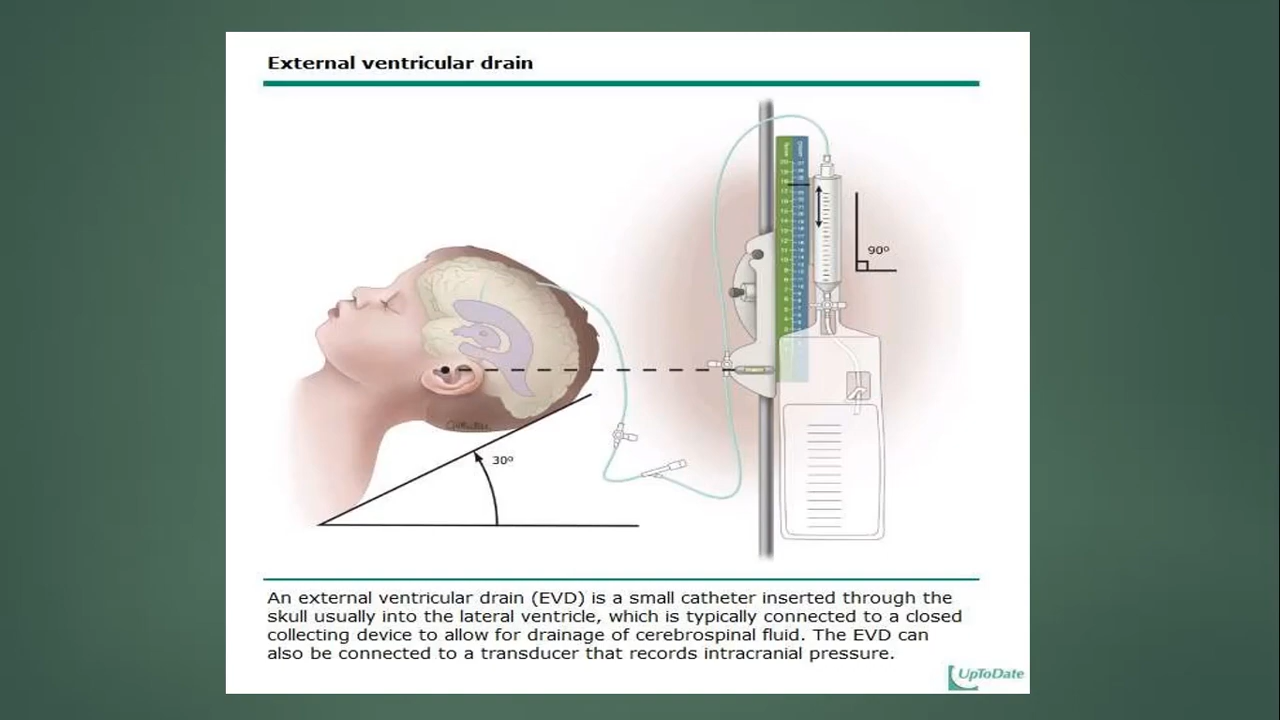 External ventricular drain
90°
30°
An external ventricular drain (EVD) is a small catheter inserted through the
skull usually into the lateral ventricle, which is typically connected to a closed
collecting device to allow for drainage of cerebrospinal fluid. The EVD can
also be connected to a transducer that records intracranial pressure.
UpToDate